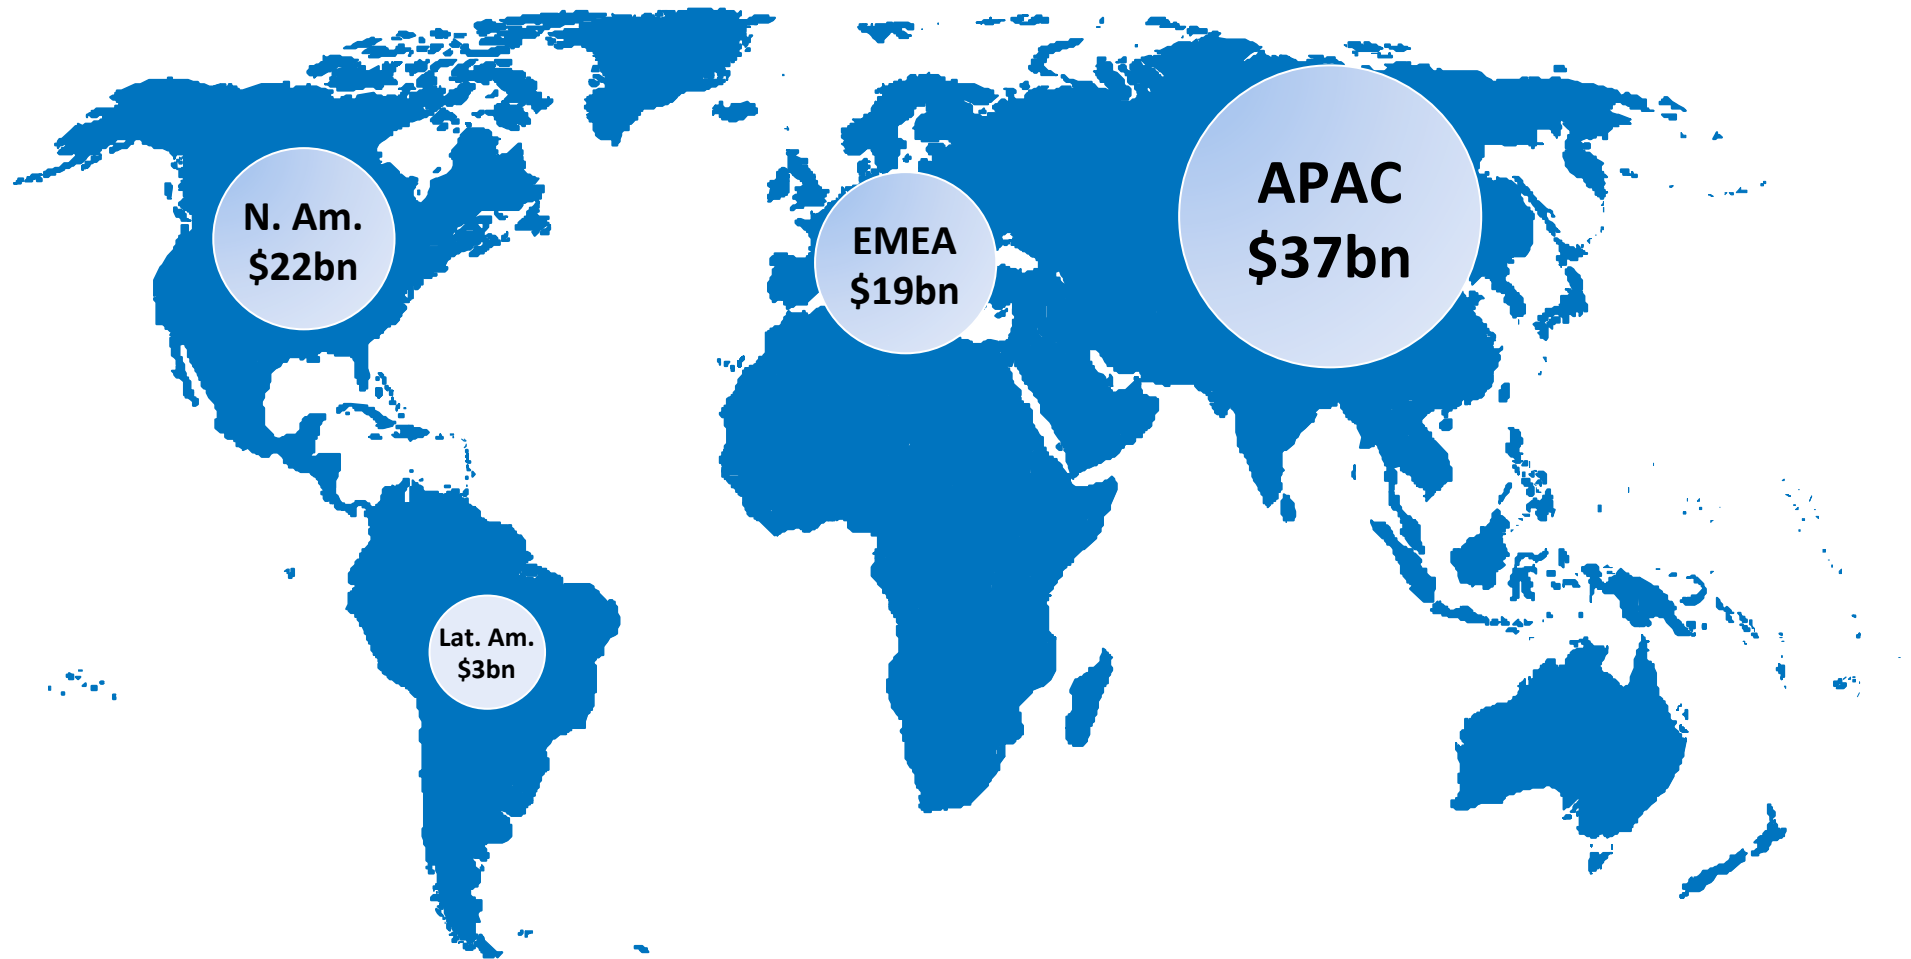 N. Am.
$22bn
EMEA
$19bn
APAC
$37bn
Lat. Am.
$3bn